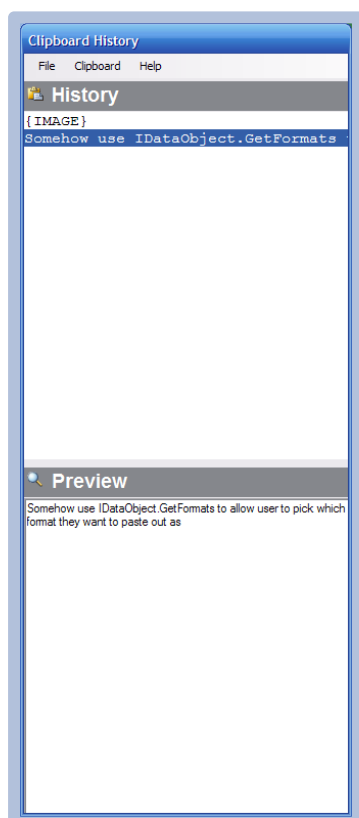 Clipboard History
File Clipboard Help
History
{IMAGE}
Somehow use IDataObject.GetFormats
Preview
Somehow use IDataObject.GetFormats to allow user to pick which
format they want to paste out as